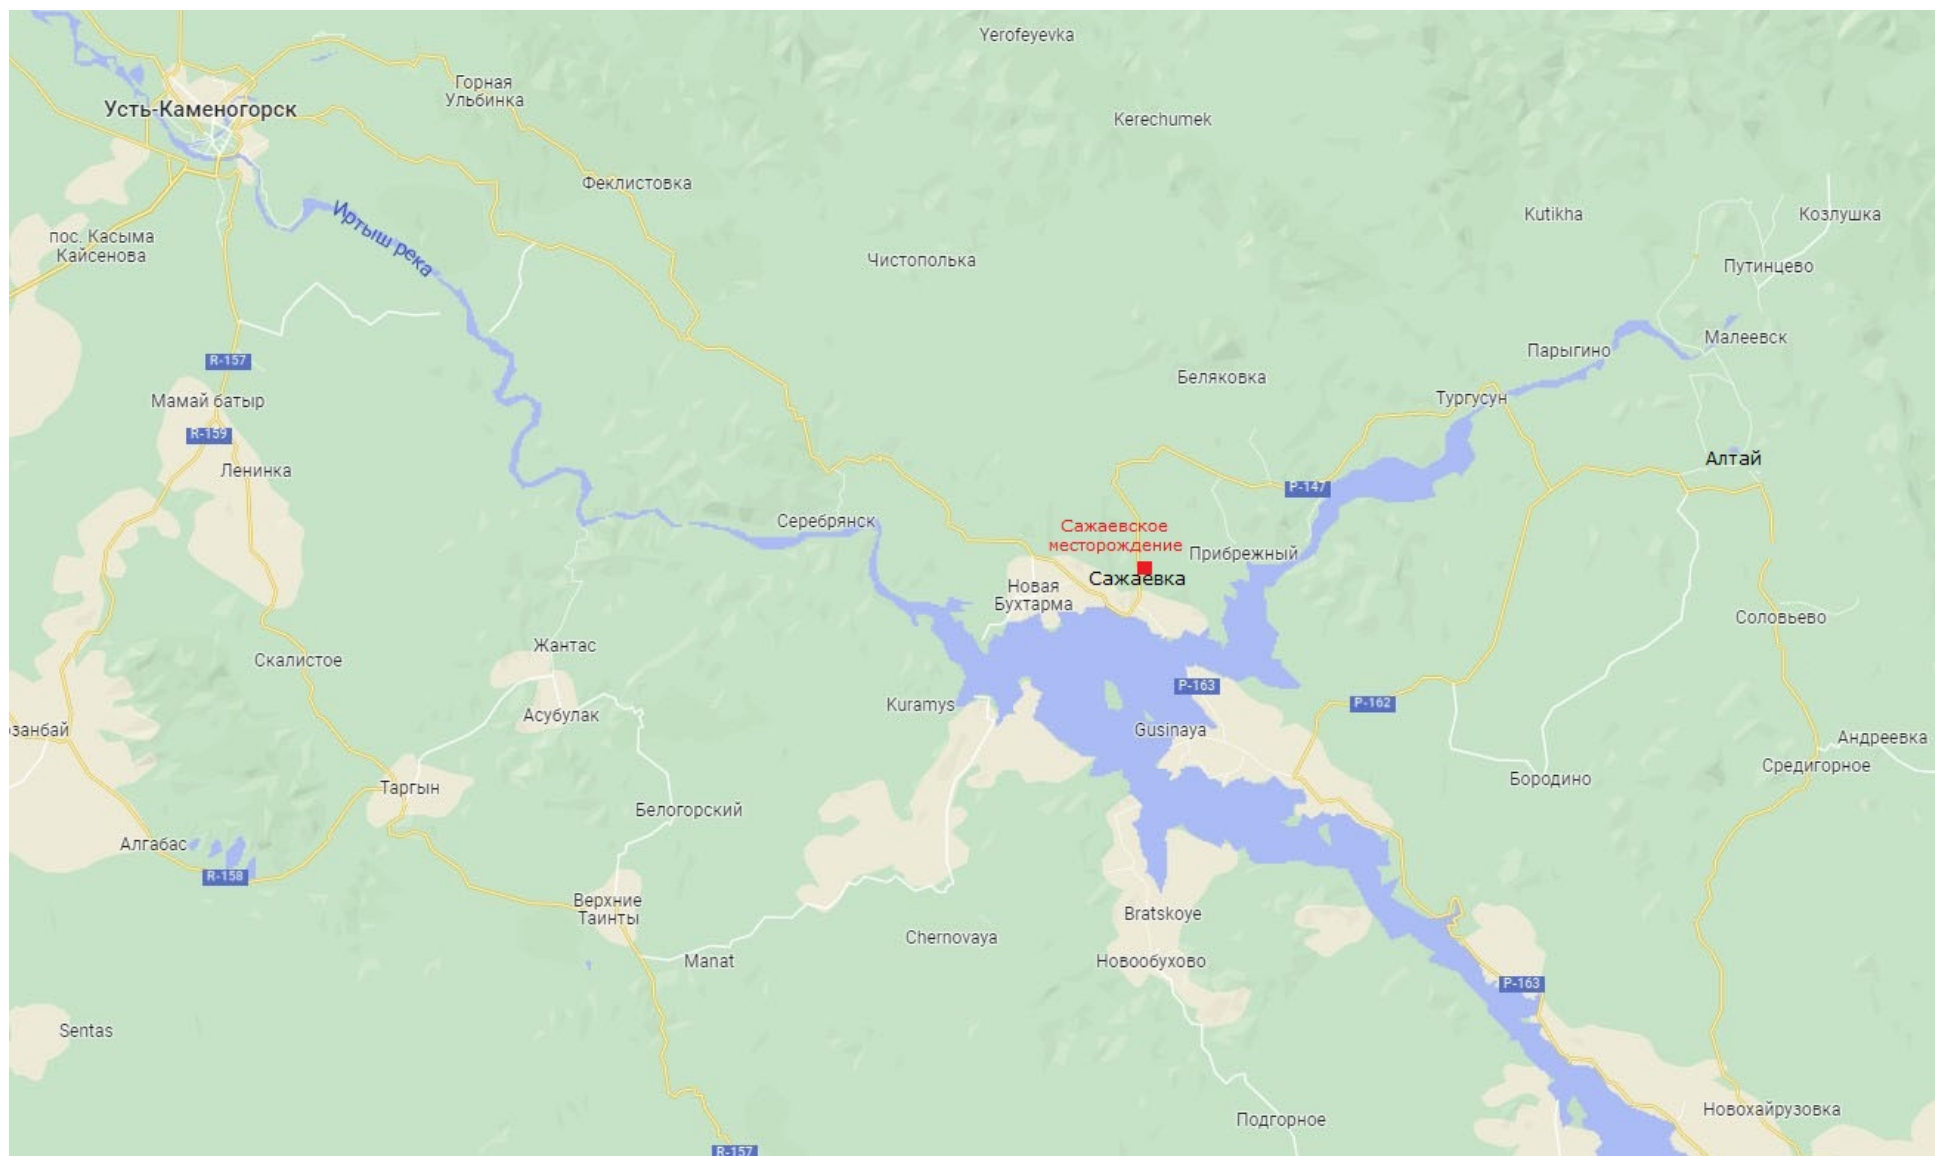 Yerofeyevka
Горная
Ульбинка
Усть-Каменогорск
Kerechumek
Феклистовка
Иртыш река
Kutikha
Козлушка
пос. Касыма
Кайсенова
Чистополька
Путинцево
Малеевск
Парыгино
R-157
Беляковка
Тургусун
Мамай батыр
R-159
Ленинка
Алтай
P-147
Серебрянск
Сажаевское
месторождение
Прибрежный
Сажаевка
Новая
Бухтарма
Соловьево
Жантас
Скалистое
P-163
Kuramys
P-162
Асубулак
Gusinaya
озанбай
Андреевка
Средигорное
Бородино
Таргын
Белогорский
Алгабас
R-158
Верхние
Таинты
Bratskoye
Chernovaya
Manat
Новообухово
P-163
Sentas
Новохайрузовка
Подгорное
R-157